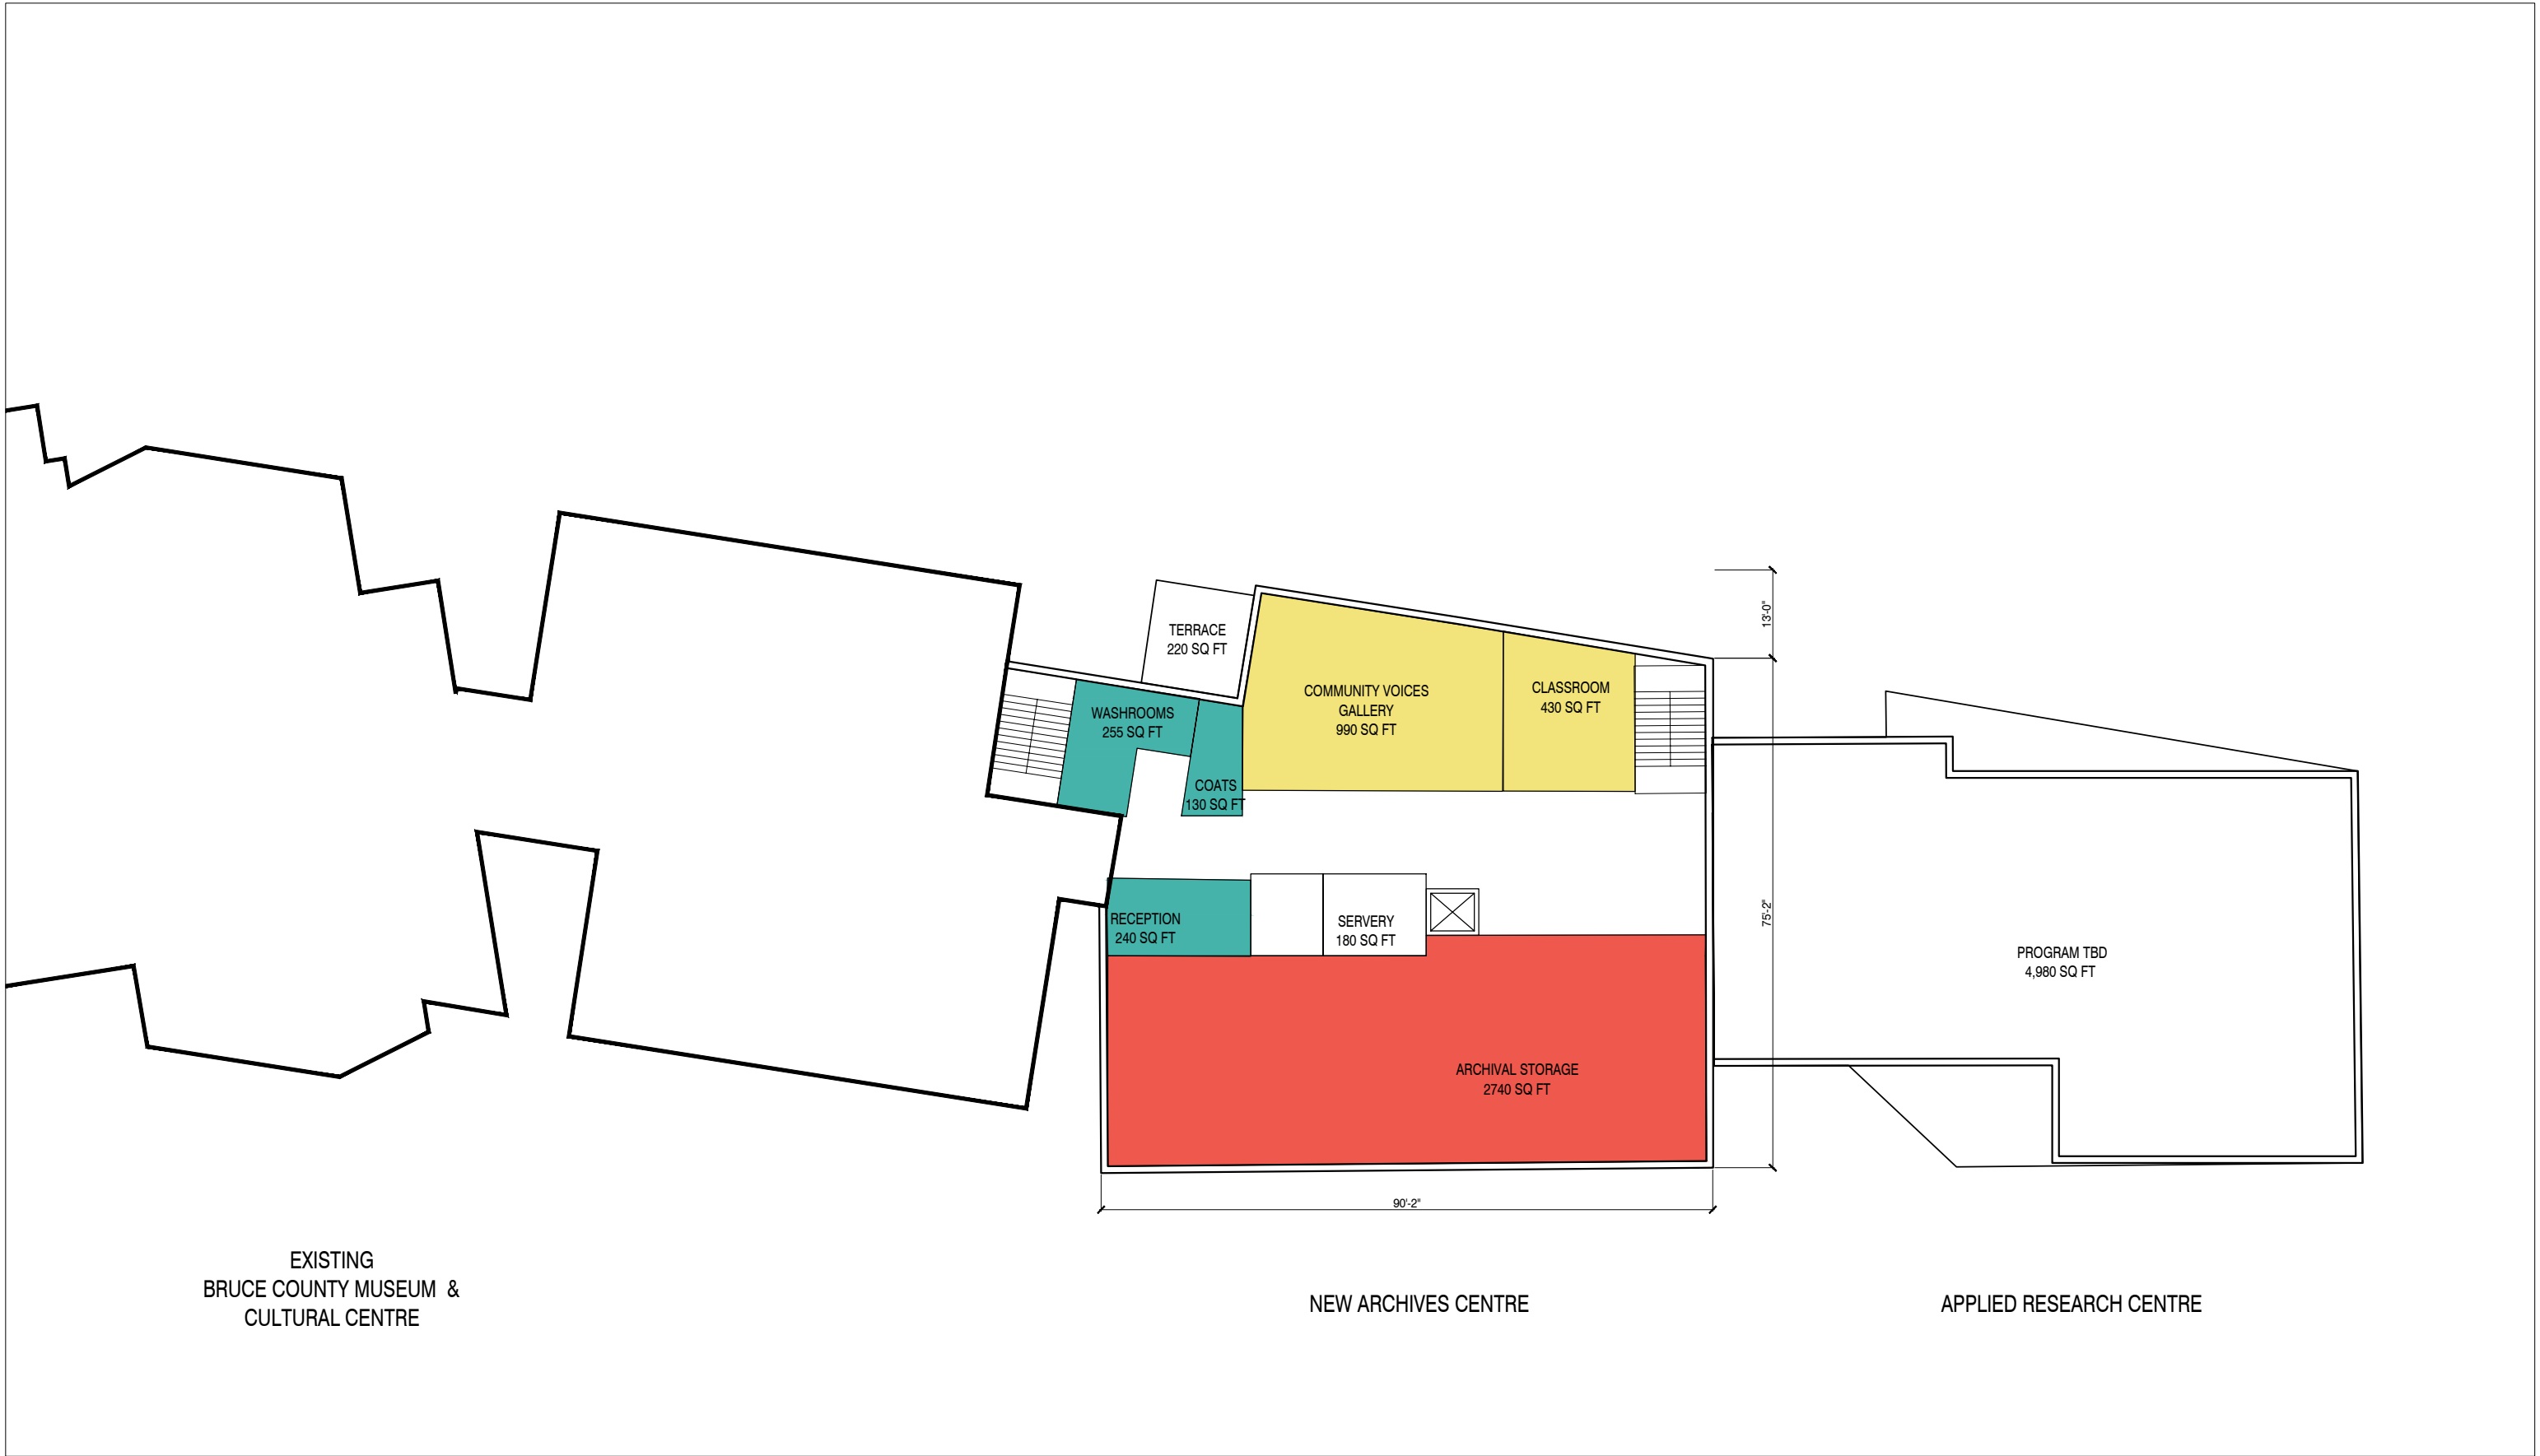 TERRACE
220 SQ FT
13'-0"
WASHROOMS
255 SQ FT
COMMUNITY VOICES
GALLERY
990 SQ FT
CLASSROOM
430 SQ FT
COATS
130 SQ FT
RECEPTION
240 SQ FT
SERVERY
180 SQ FT
75'-2"
PROGRAM TBD
4,980 SQ FT
ARCHIVAL STORAGE
2740 SQ FT
90'-2"
EXISTING
BRUCE COUNTY MUSEUM &
CULTURAL CENTRE
NEW ARCHIVES CENTRE
APPLIED RESEARCH CENTRE